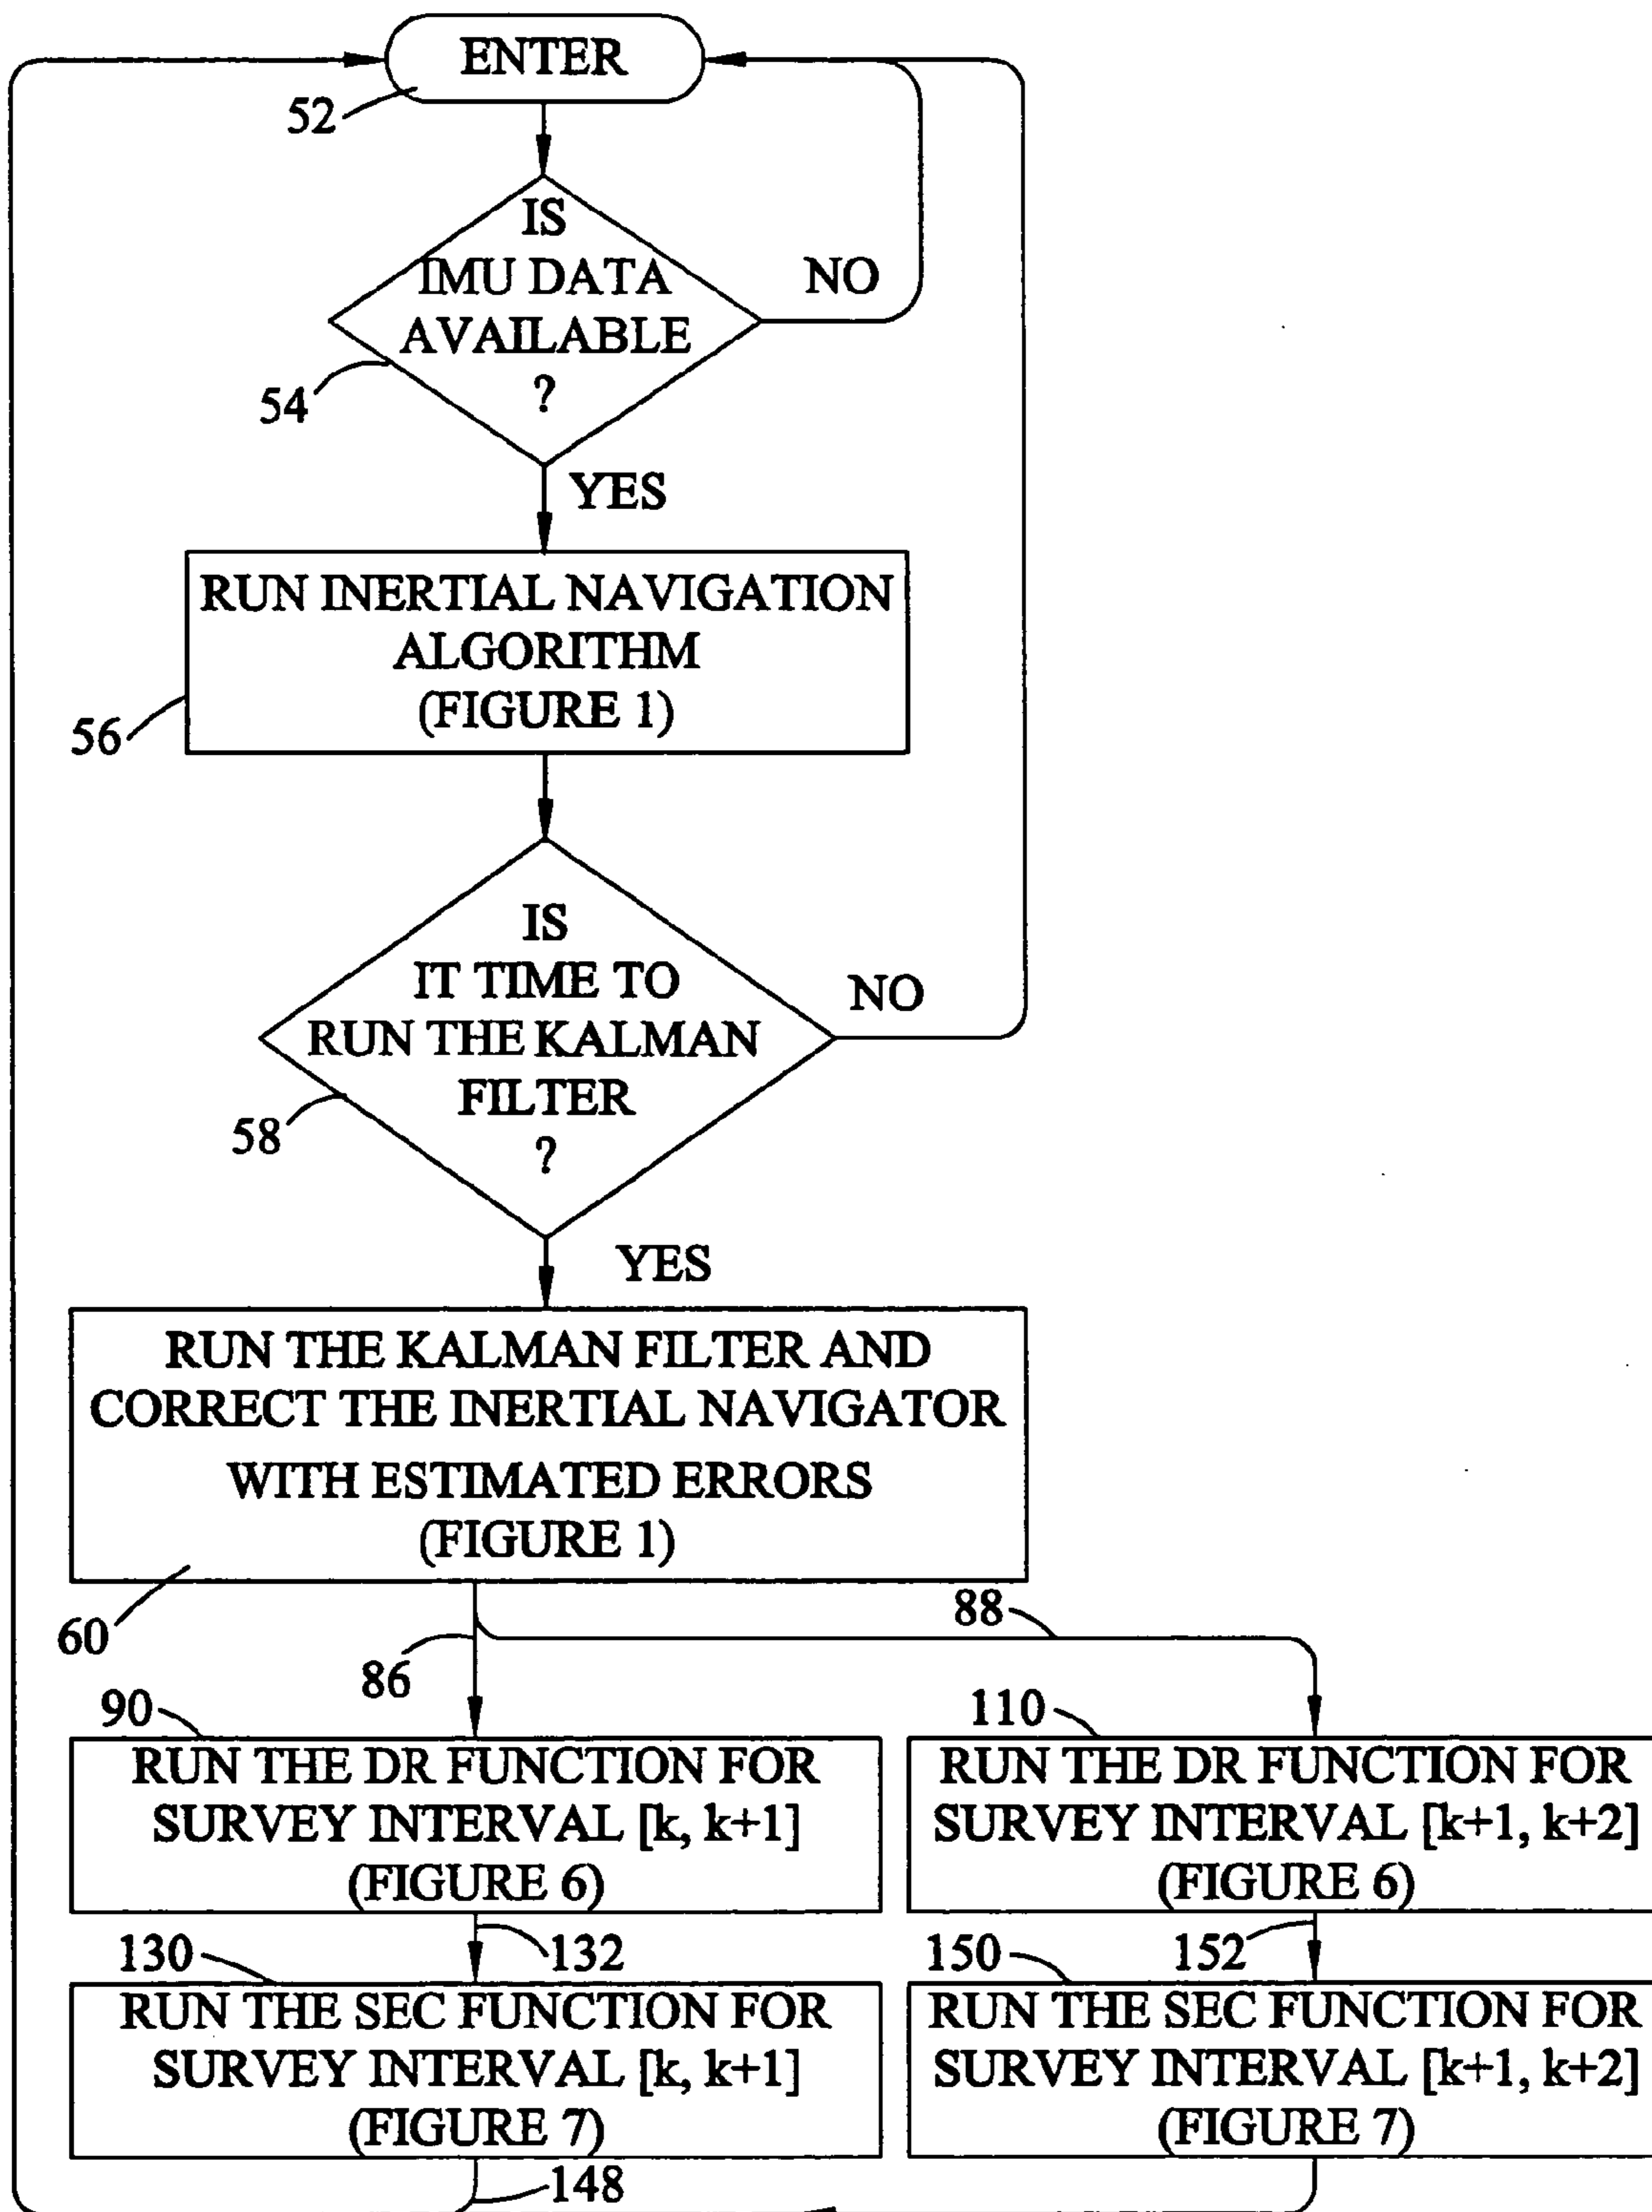 ENTER
52
IS
IMU DATA
AVAILABLE
?
NO
54
YES
RUN INERTIAL NAVIGATION
ALGORITHM
(FIGURE 1)
56
IS
IT TIME TO
RUN THE KALMAN
FILTER
?
NO
58
YES
RUN THE KALMAN FILTER AND
CORRECT THE INERTIAL NAVIGATOR
WITH ESTIMATED ERRORS
(FIGURE 1)
60
86
88
90
RUN THE DR FUNCTION FOR
SURVEY INTERVAL [k, k+1]
(FIGURE 6)
110
RUN THE DR FUNCTION FOR
SURVEY INTERVAL [k+1, k+2]
(FIGURE 6)
130
132
RUN THE SEC FUNCTION FOR
SURVEY INTERVAL [k, k+1]
(FIGURE 7)
150
152
RUN THE SEC FUNCTION FOR
SURVEY INTERVAL [k+1, k+2]
(FIGURE 7)
148